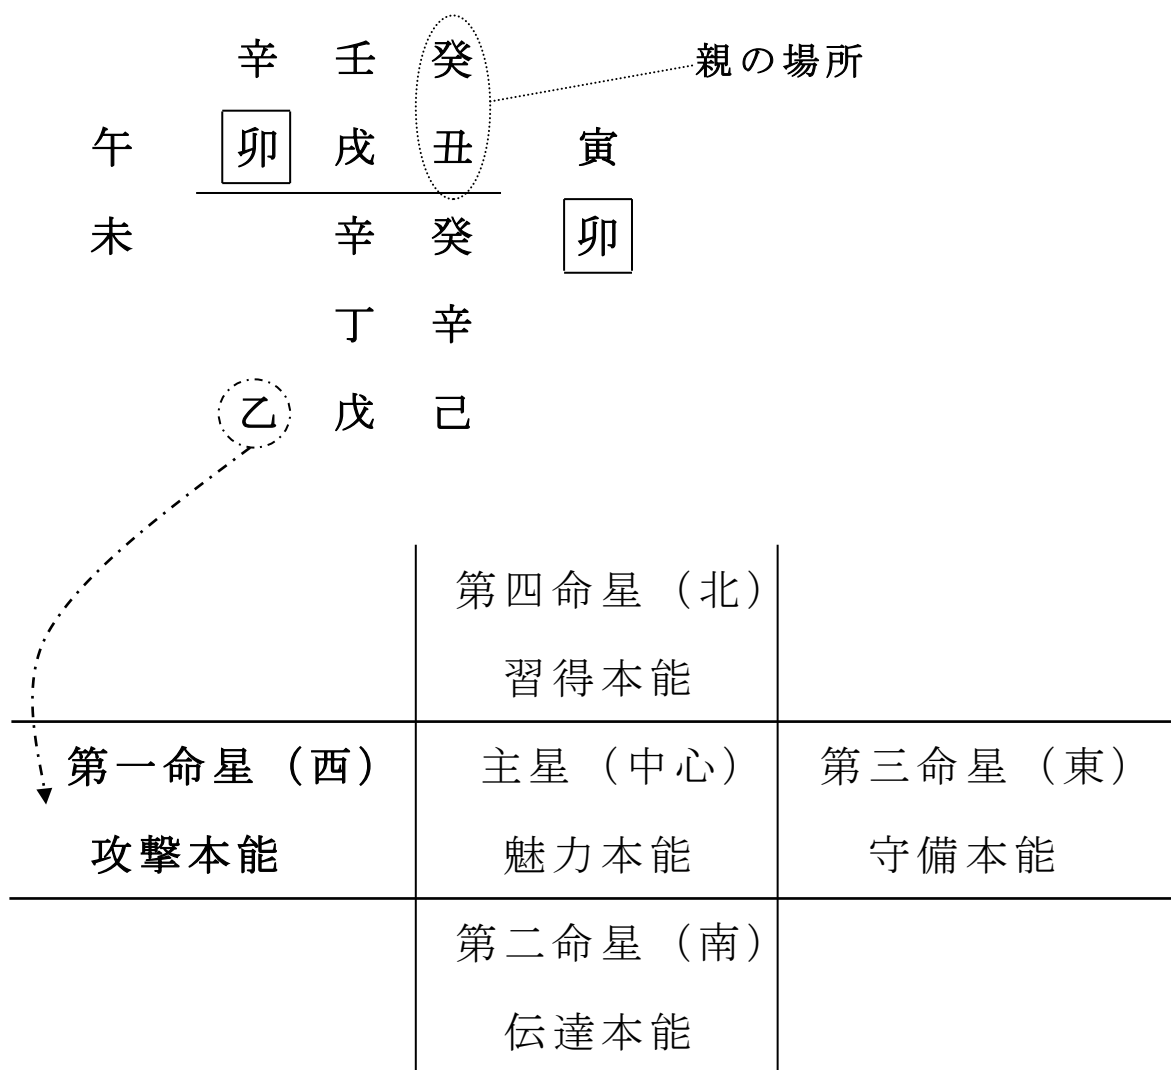 辛 壬 癸 親の場所
午 卯 戌 丑 寅
未 辛 癸 卯
丁 辛
乙 戊 己
第四命星（北）
習得本能
第一命星（西） 主星（中心） 第三命星（東）
攻撃本能 魅力本能 守備本能
第二命星（南）
伝達本能